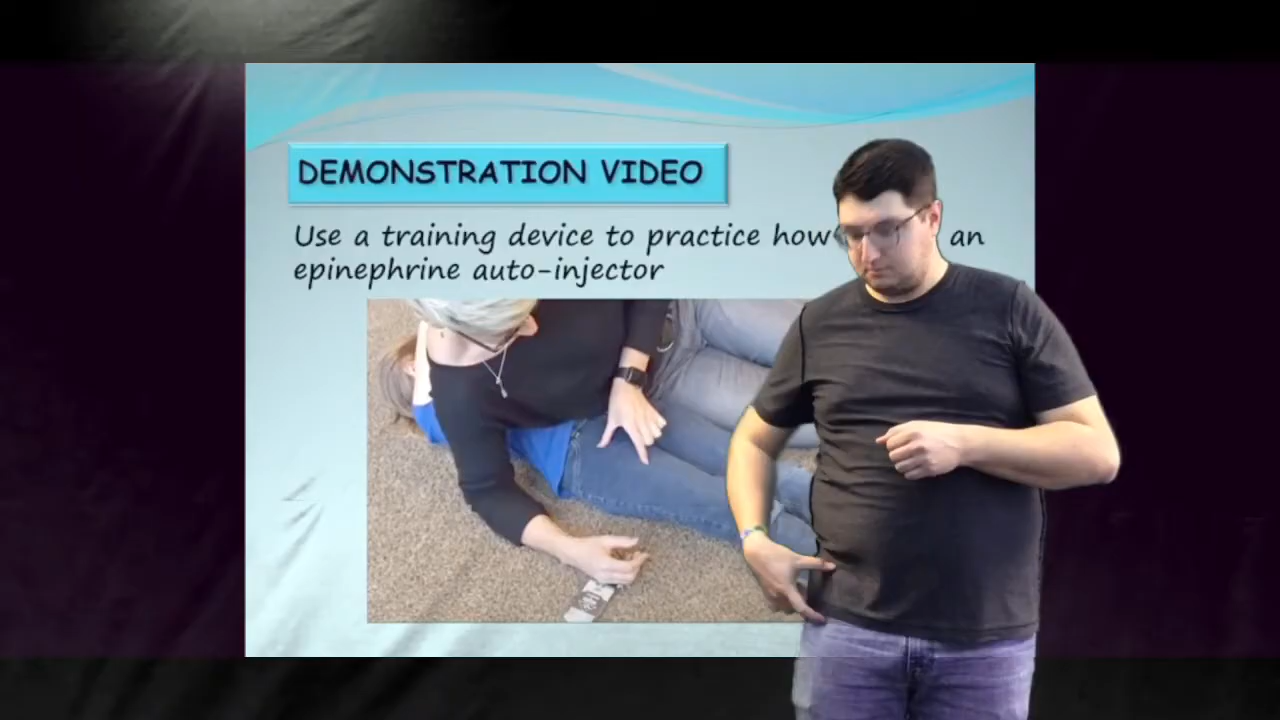 DEMONSTRATION VIDEO
Use a training device to practice how an
epinephrine auto-injector